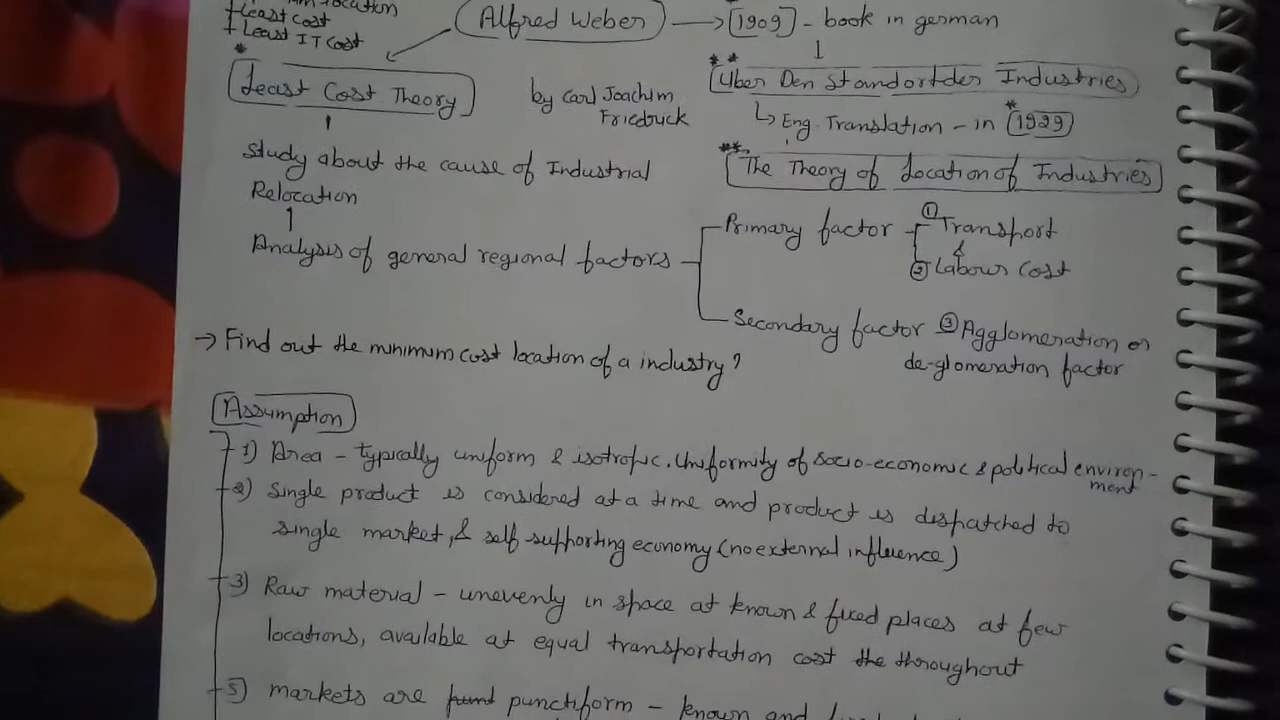 location
+ Least cost
+ Least IT cost
Alfred Weber → [1909] - book in german
* Least Cost Theory
by Carl Joachim
Friedruck
** Uber Den Standortder Industries
↳ Eng. Translation - in * 1929
** The Theory of Location of Industries
Study about the cause of Industrial
Relocation
Analysis of general regional factors
Primary factor ① Transport
&
② Labour cost
Secondary factor ③ Agglomeration or
de-glomeration factor
→ Find out the minimum cost location of a industry?
Assumption
1) Area - typically uniform & isotrofic. Uniformity of socio-economic & political environ-
ment
2) Single product is considered at a time and product is dispatched to
single market, & self supporting economy (no external influence)
3) Raw material - unevenly in space at known & fixed places at few
locations, available at equal transportation cost the throughout
5) markets are punctiform - known and